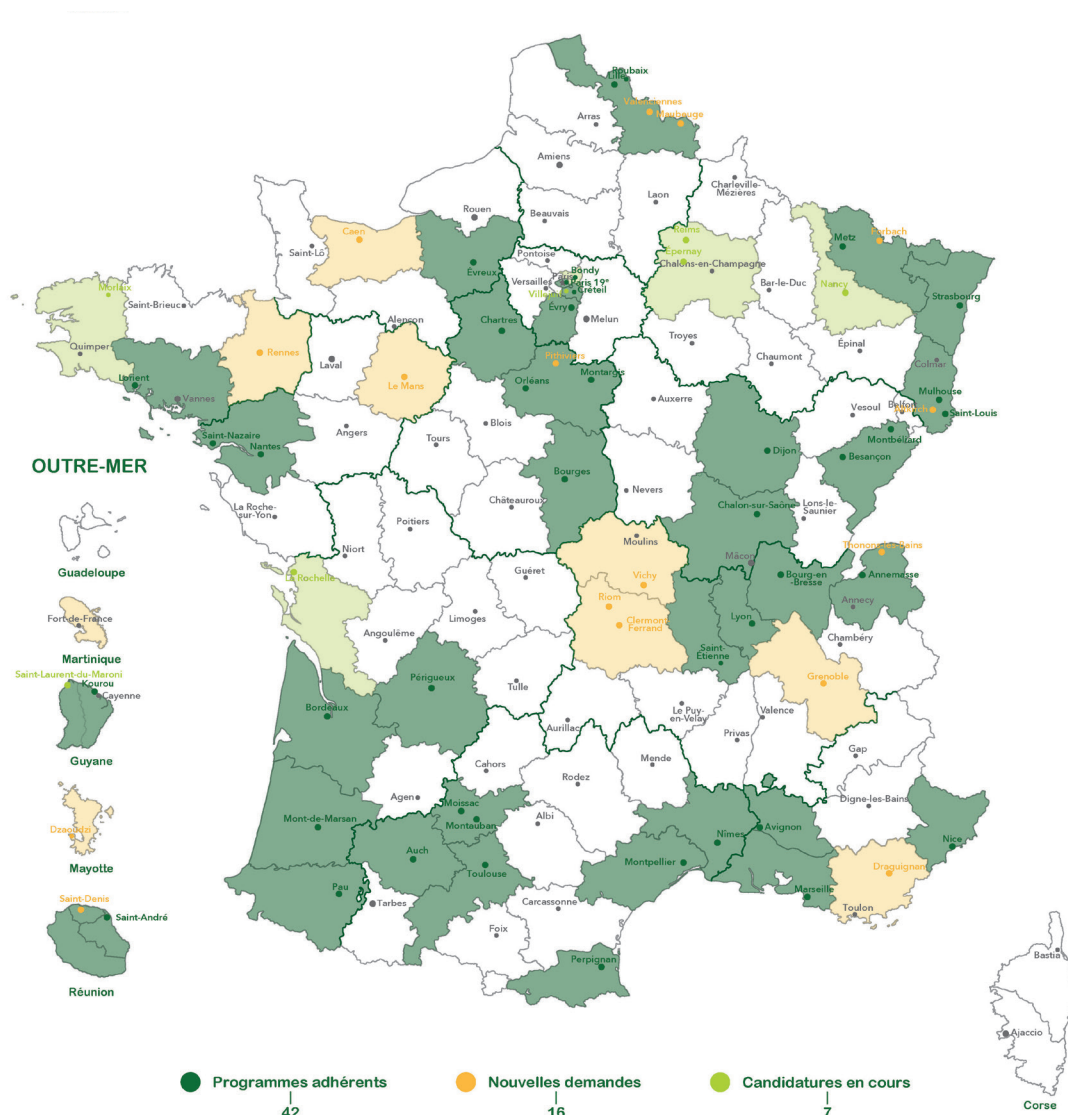 Roubaix
Lille
Valenciennes
Maubeuge
Arras
Amiens
Charleville-
Mézières
Laon
Rouen
Beauvais
Caen
Saint-Lô
Reims
Epernay
Chalons-en-Champagne
Metz
Forbach
Pontoise
Bondy
Paris
Paris 19e
Versailles
Créteil
Évreux
Bar-le-Duc
Nancy
Strasbourg
Morlaix
Saint-Brieuc
Évry
Melun
Alençon
Chartres
Troyes
Épinal
Quimper
Rennes
Laval
Le Mans
Pithiviers
Chaumont
Colmar
Lorient
Vannes
Orléans
Montargis
Auxerre
Vesoul
Belfort
Mulhouse
Saint-Louis
Saint-Nazaire
Nantes
Angers
Tours
Blois
Dijon
Montbéliard
Besançon
OUTRE-MER
Bourges
Nevers
Châteauroux
Chalon-sur-Saône
Lons-le-
Saunier
La Roche-
sur-Yon
Poitiers
Niort
Moulins
Mâcon
Thonon-les-Bains
Guadeloupe
La Rochelle
Guéret
Vichy
Bourg-en
-Bresse
Annemasse
Riom
Annecy
Fort-de-France
Martinique
Angoulême
Limoges
Clermont
Ferrand
Lyon
Chambéry
Saint-
Étienne
Saint-Laurent-du-Maroni
Kourou
Cayenne
Guyane
Périgueux
Tulle
Grenoble
Bordeaux
Aurillac
Le Puy-
en-Velay
Valence
Privas
Gap
Cahors
Rodez
Mende
Agen
Digne-les-Bains
Dzaoudzi
Mayotte
Mont-de-Marsan
Moissac
Montauban
Albi
Nîmes
Avignon
Nice
Auch
Toulouse
Montpellier
Draguignan
Pau
Tarbes
Carcassonne
Marseille
Toulon
Saint-Denis
Saint-André
Réunion
Foix
Perpignan
Bastia
Ajaccio
Corse
Programmes adhérents
Nouvelles demandes
Candidatures en cours
42
16
7